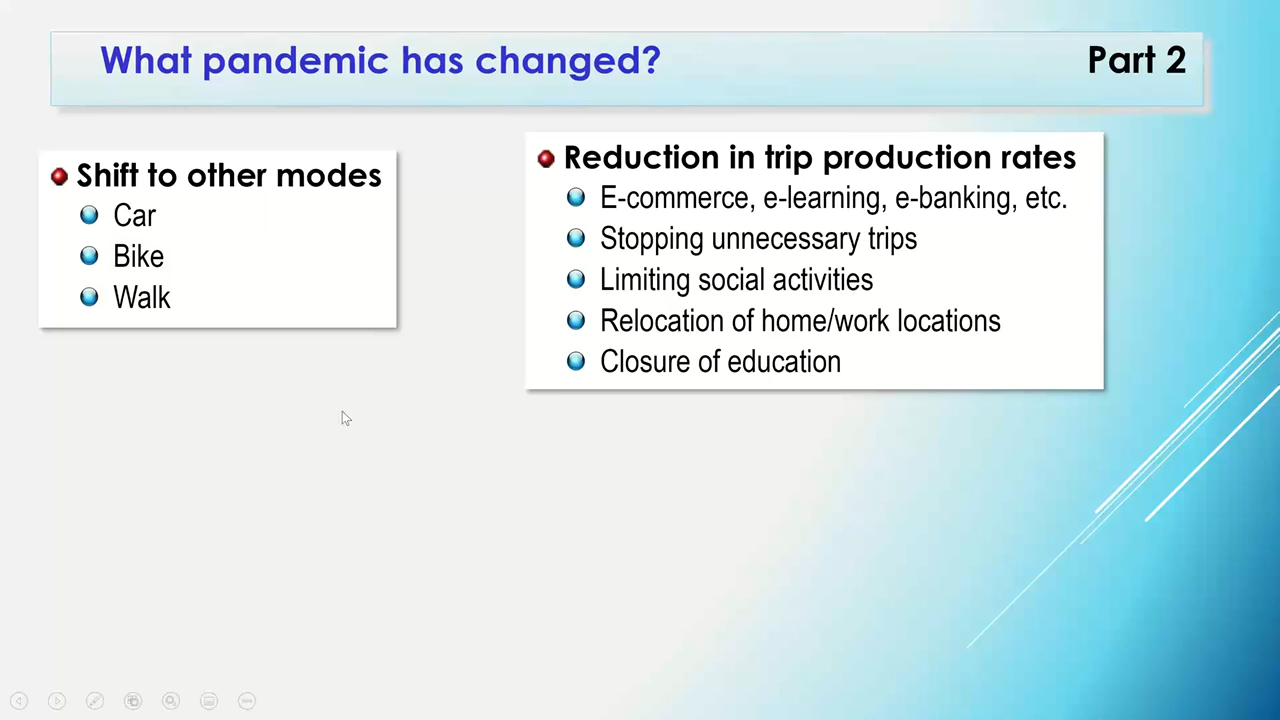 What pandemic has changed?
Part 2
Shift to other modes
Car
Bike
Walk
Reduction in trip production rates
E-commerce, e-learning, e-banking, etc.
Stopping unnecessary trips
Limiting social activities
Relocation of home/work locations
Closure of education